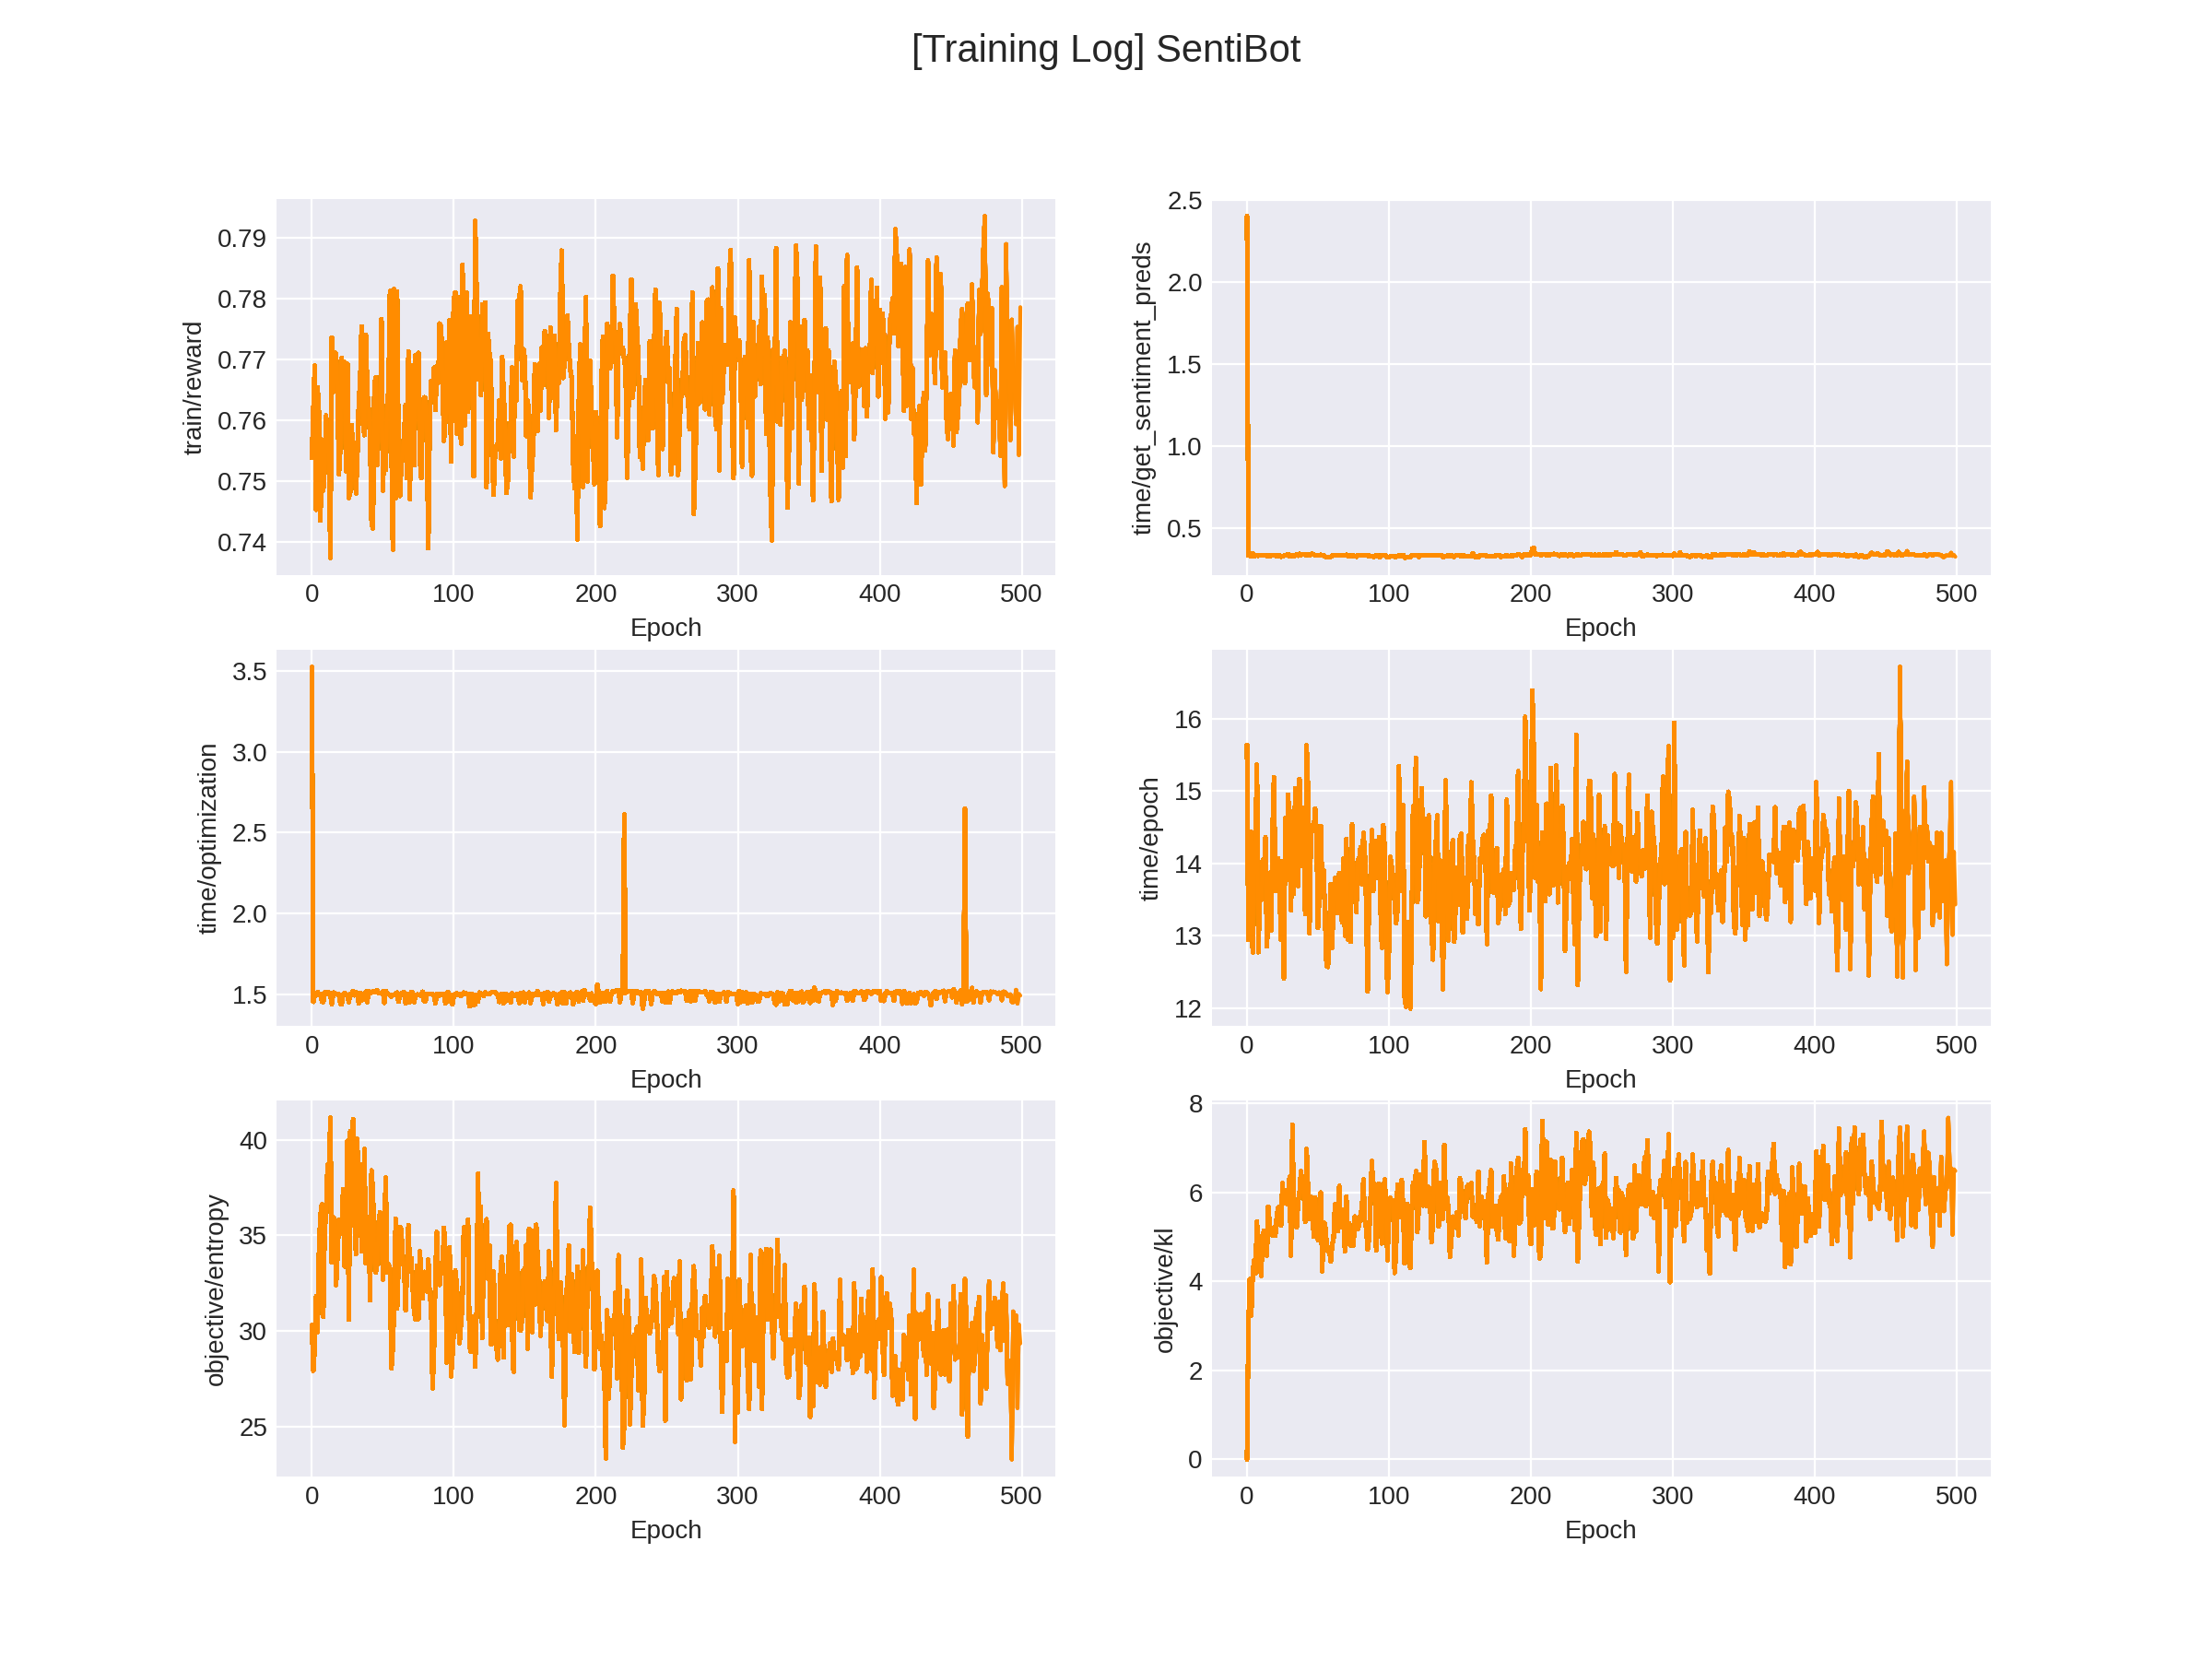 [Training Log] SentiBot
train/reward
0.79
0.78
0.77
0.76
0.75
0.74
0 100 200 300 400 500
Epoch
time/get_sentiment_preds
2.5
2.0
1.5
1.0
0.5
0 100 200 300 400 500
Epoch
time/optimization
3.5
3.0
2.5
2.0
1.5
0 100 200 300 400 500
Epoch
time/epoch
16
15
14
13
12
0 100 200 300 400 500
Epoch
objective/entropy
40
35
30
25
0 100 200 300 400 500
Epoch
objective/kl
8
6
4
2
0
0 100 200 300 400 500
Epoch